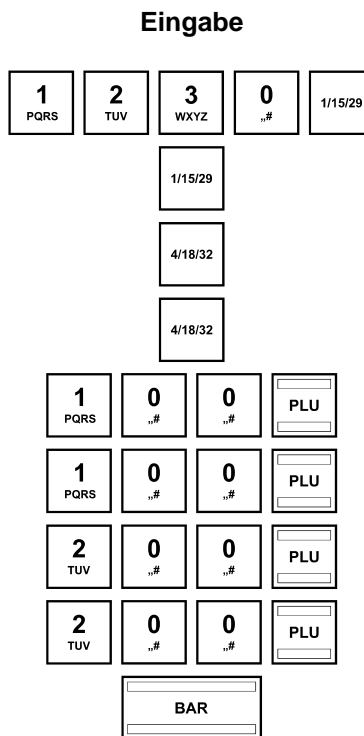 Eingabe
1 2 3 0 1/15/29
PQRS TUV WXYZ „#
1/15/29
4/18/32
4/18/32
1 0 0 PLU
PQRS „# „#
1 0 0 PLU
PQRS „# „#
2 0 0 PLU
TUV „# „#
2 0 0 PLU
TUV „# „#
BAR